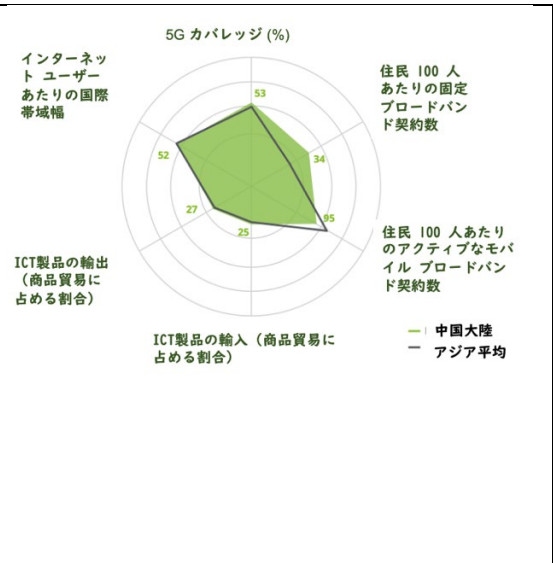 5G カバレッジ (%)
インターネッ
ト ユーザー
あたりの国際
帯域幅
住民 100 人
あたりの固定
ブロードバン
ド契約数
53
34
52
27
95
25
住民 100 人あたり
のアクティブなモバ
イル ブロードバン
ド契約数
ICT製品の輸出
（商品貿易に
占める割合）
ICT製品の輸入（商品貿易に
占める割合）
中国大陸
アジア平均